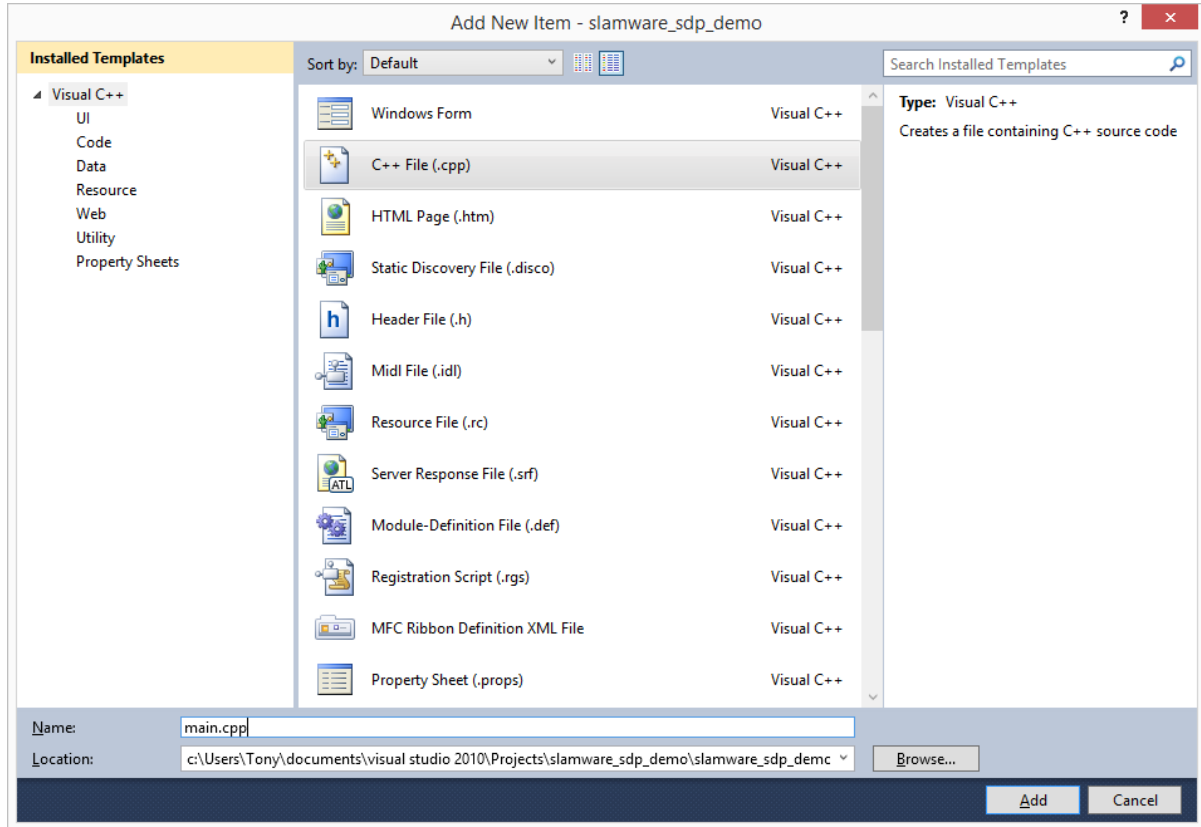 Add New Item - slamware_sdp_demo
?
×
Installed Templates
Sort by: Default
Search Installed Templates
Visual C++
UI
Code
Data
Resource
Web
Utility
Property Sheets
Windows Form Visual C++
C++ File (.cpp) Visual C++
HTML Page (.htm) Visual C++
Static Discovery File (.disco) Visual C++
h Header File (.h) Visual C++
Midl File (.idl) Visual C++
Resource File (.rc) Visual C++
ATL Server Response File (.srf) Visual C++
Module-Definition File (.def) Visual C++
Registration Script (.rgs) Visual C++
MFC Ribbon Definition XML File Visual C++
Property Sheet (.props) Visual C++
Type: Visual C++
Creates a file containing C++ source code
Name: main.cpp
Location: c:\Users\Tony\documents\visual studio 2010\Projects\slamware_sdp_demo\slamware_sdp_demc
Browse...
Add
Cancel